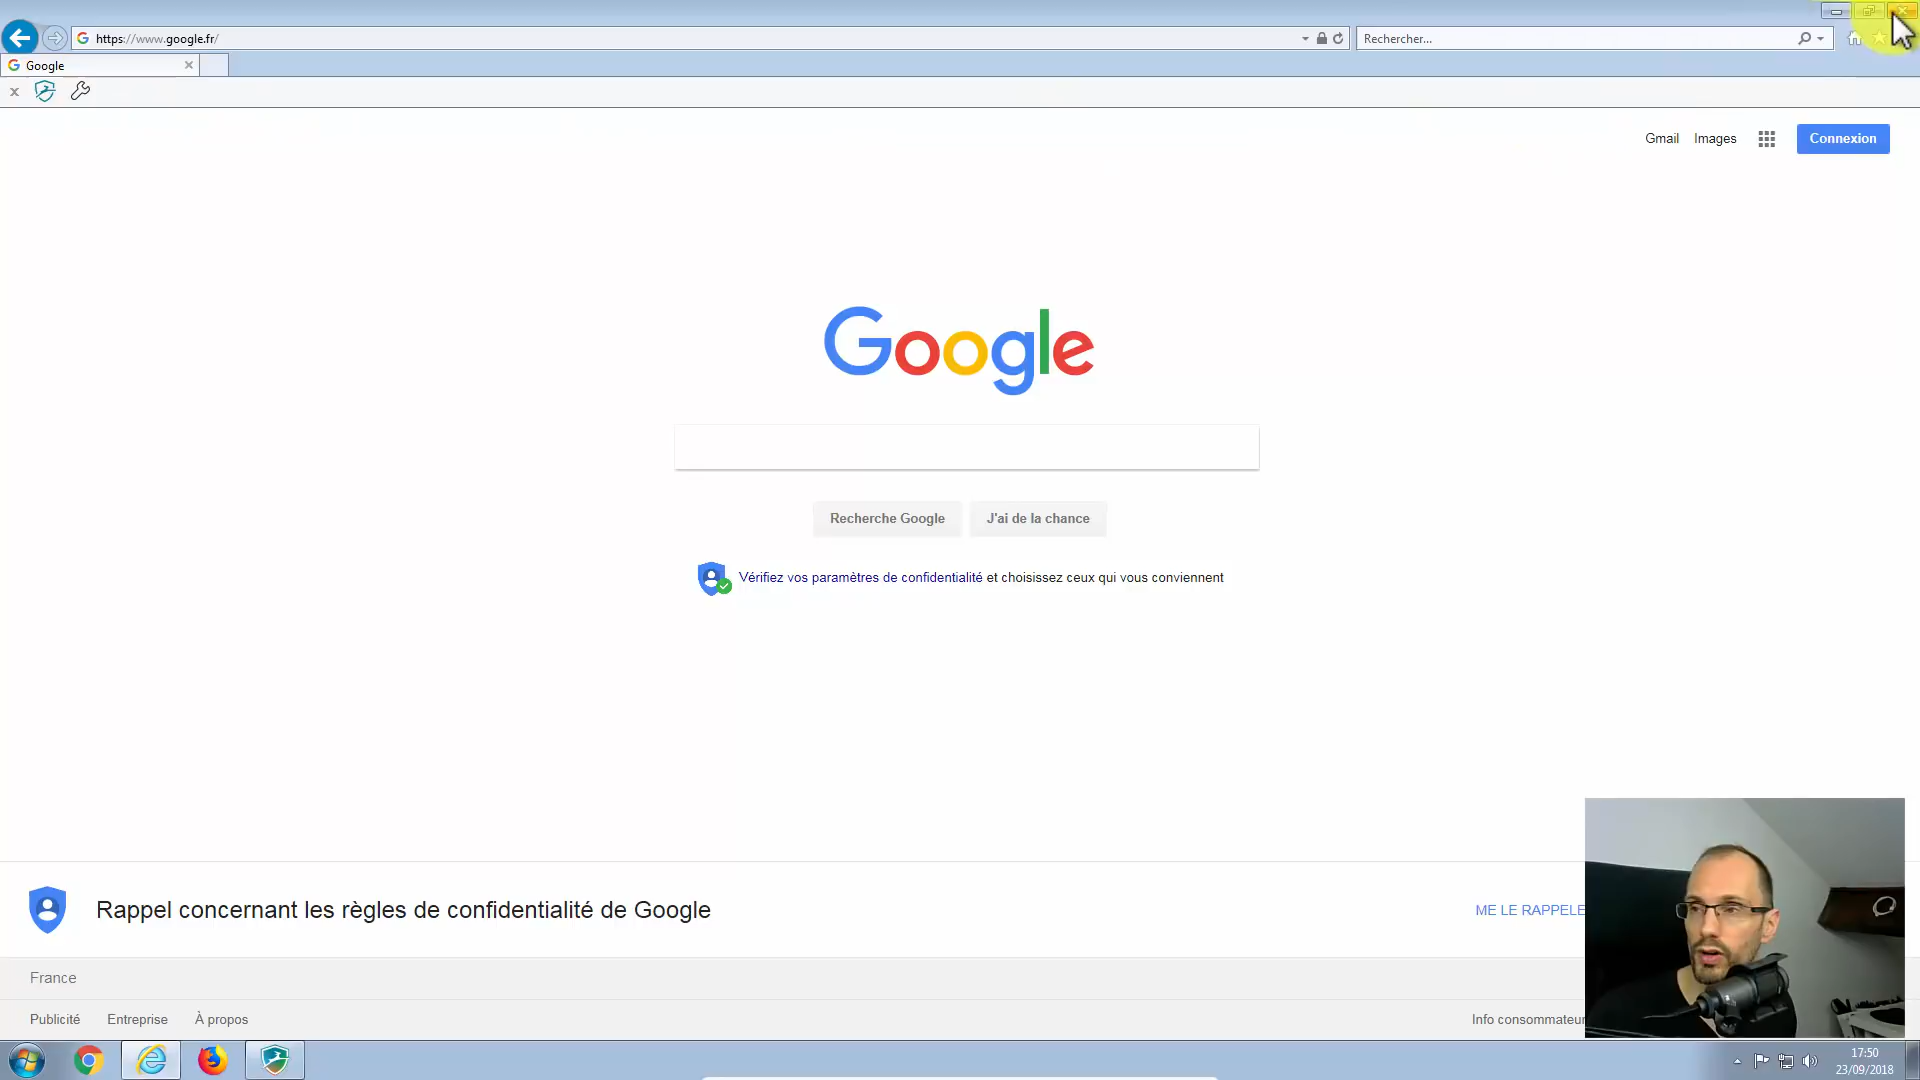 https://www.google.fr/
Rechercher...
Google
x
Gmail
Images
Connexion
Google
Recherche Google
J'ai de la chance
Vérifiez vos paramètres de confidentialité et choisissez ceux qui vous conviennent
Rappel concernant les règles de confidentialité de Google
ME LE RAPPELE
France
Publicité
Entreprise
À propos
Info consommateur
17:50
23/09/2018